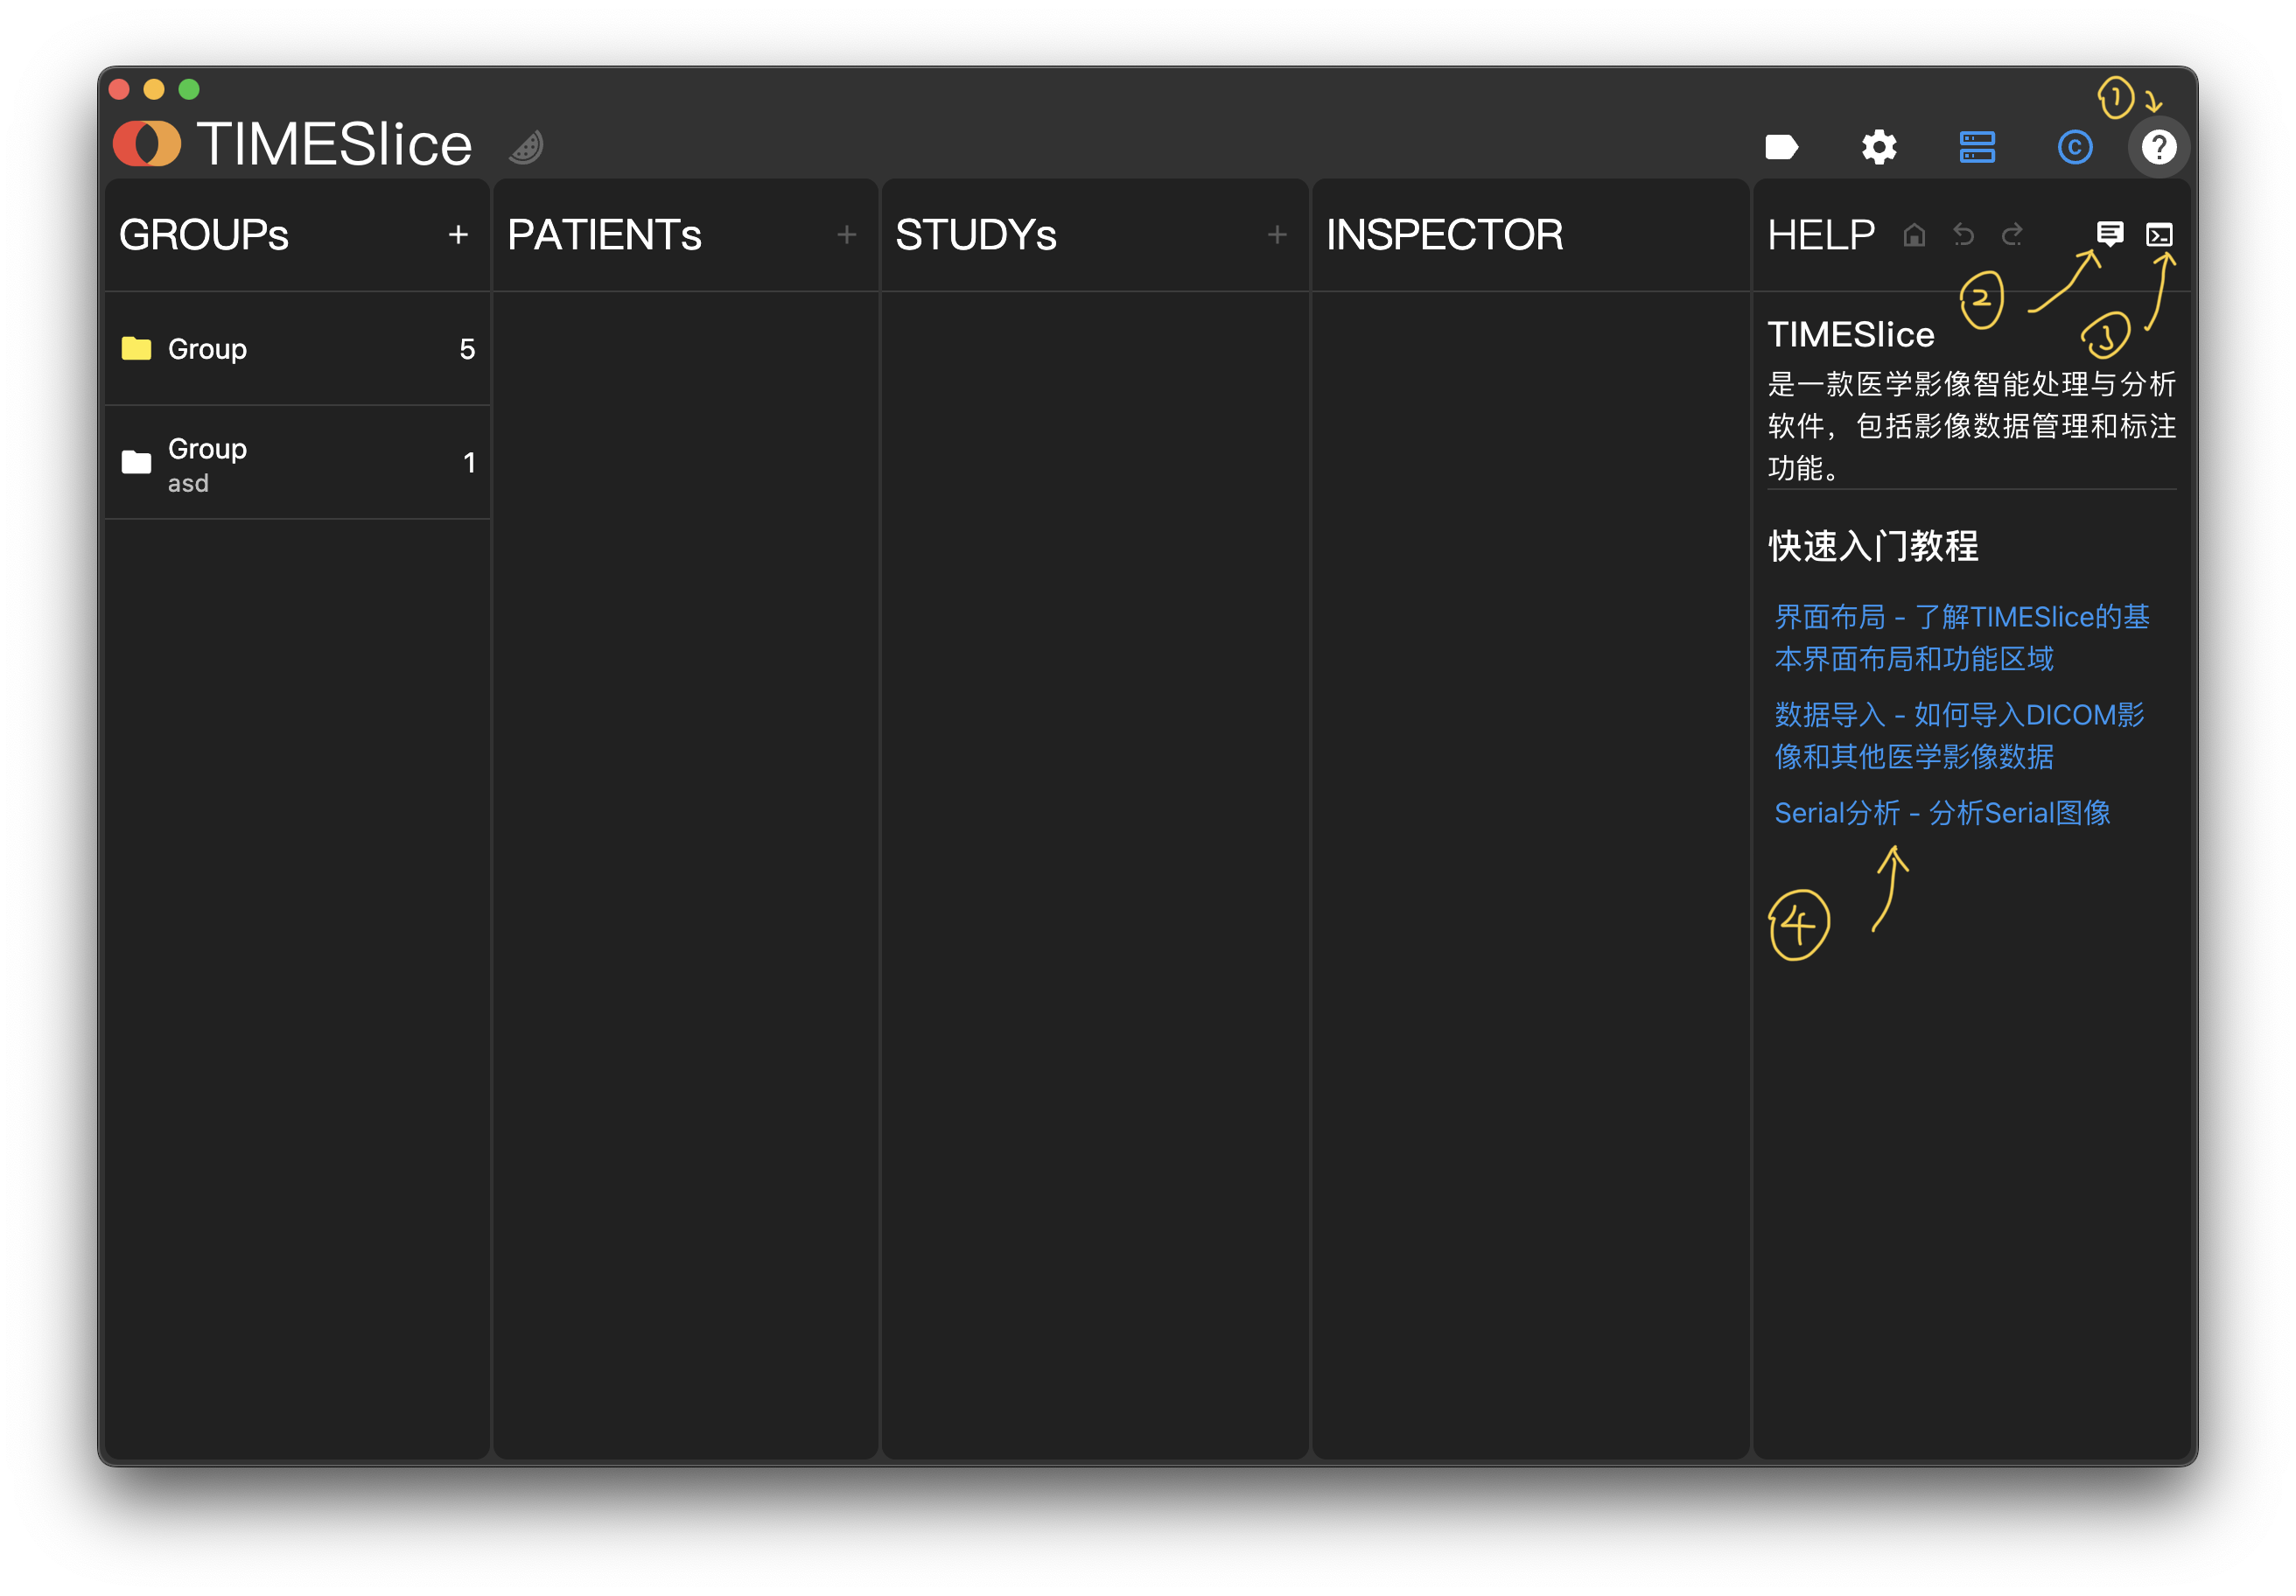 ①
TIMESlice
GROUPs
PATIENTs
STUDYs
INSPECTOR
HELP
Group 5
Group 1
asd
②
③
TIMESlice
是一款医学影像智能处理与分析
软件，包括影像数据管理和标注
功能。
快速入门教程
界面布局 - 了解TIMESlice的基
本界面布局和功能区域
数据导入 - 如何导入DICOM影
像和其他医学影像数据
Serial分析 - 分析Serial图像
④